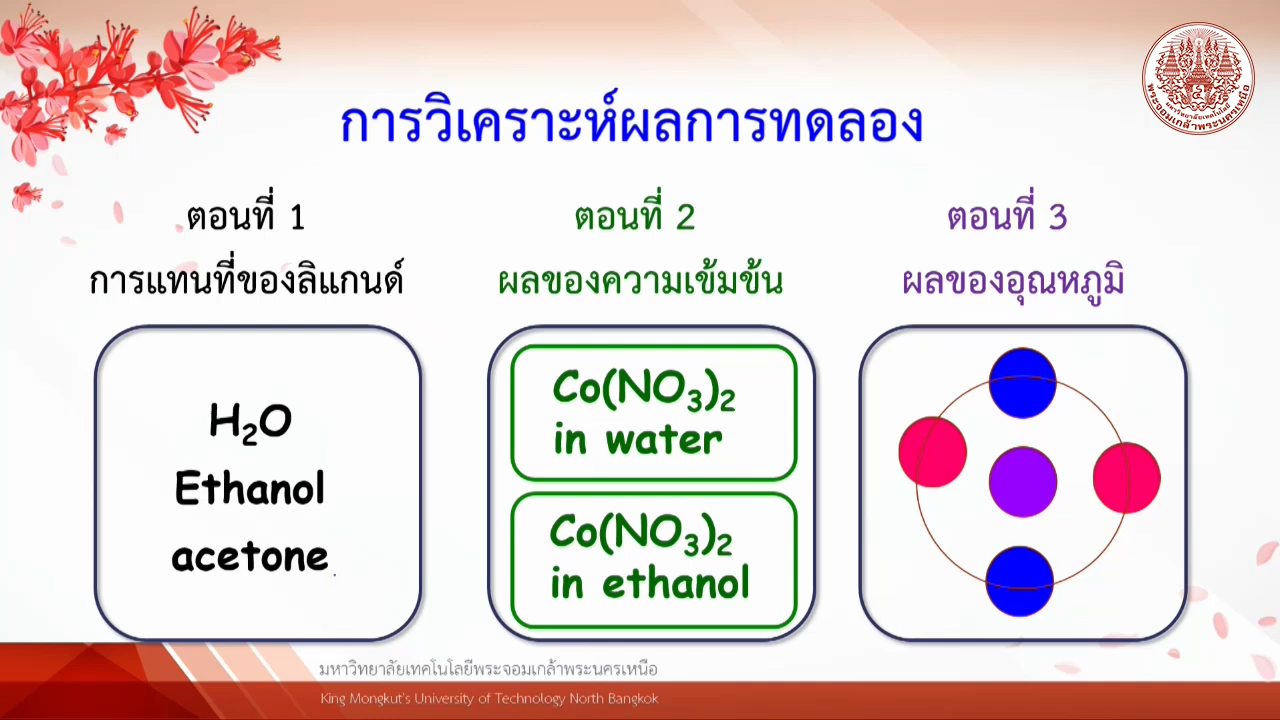 การวิเคราะห์ผลการทดลอง
ตอนที่ 1
การแทนที่ของลิแกนด์
H₂O
Ethanol
acetone
ตอนที่ 2
ผลของความเข้มข้น
Co(NO₃)₂
in water
Co(NO₃)₂
in ethanol
ตอนที่ 3
ผลของอุณหภูมิ
มหาวิทยาลัยเทคโนโลยีพระจอมเกล้าพระนครเหนือ
King Mongkut's University of Technology North Bangkok